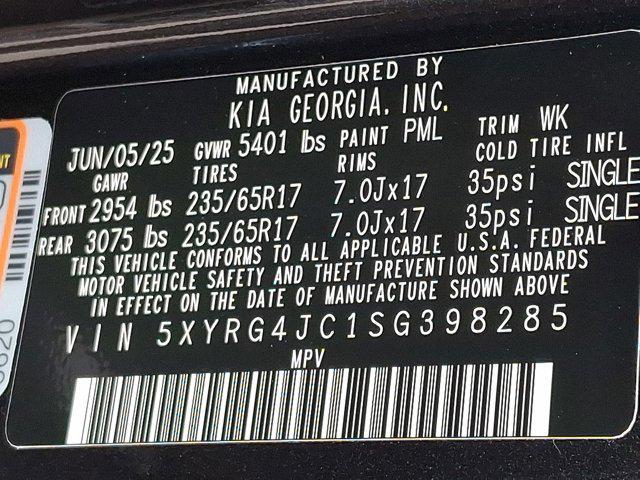 MANUFACTURED BY
KIA GEORGIA, INC.
JUN/05/25 GVWR 5401 lbs PAINT PML TRIM WK
GAWR TIRES RIMS COLD TIRE INFL
FRONT 2954 lbs 235/65R17 7.0Jx17 35psi SINGLE
REAR 3075 lbs 235/65R17 7.0Jx17 35psi SINGLE
THIS VEHICLE CONFORMS TO ALL APPLICABLE U.S.A. FEDERAL
MOTOR VEHICLE SAFETY AND THEFT PREVENTION STANDARDS
IN EFFECT ON THE DATE OF MANUFACTURE SHOWN ABOVE
VIN 5XYRG4JC1SG398285
MPV